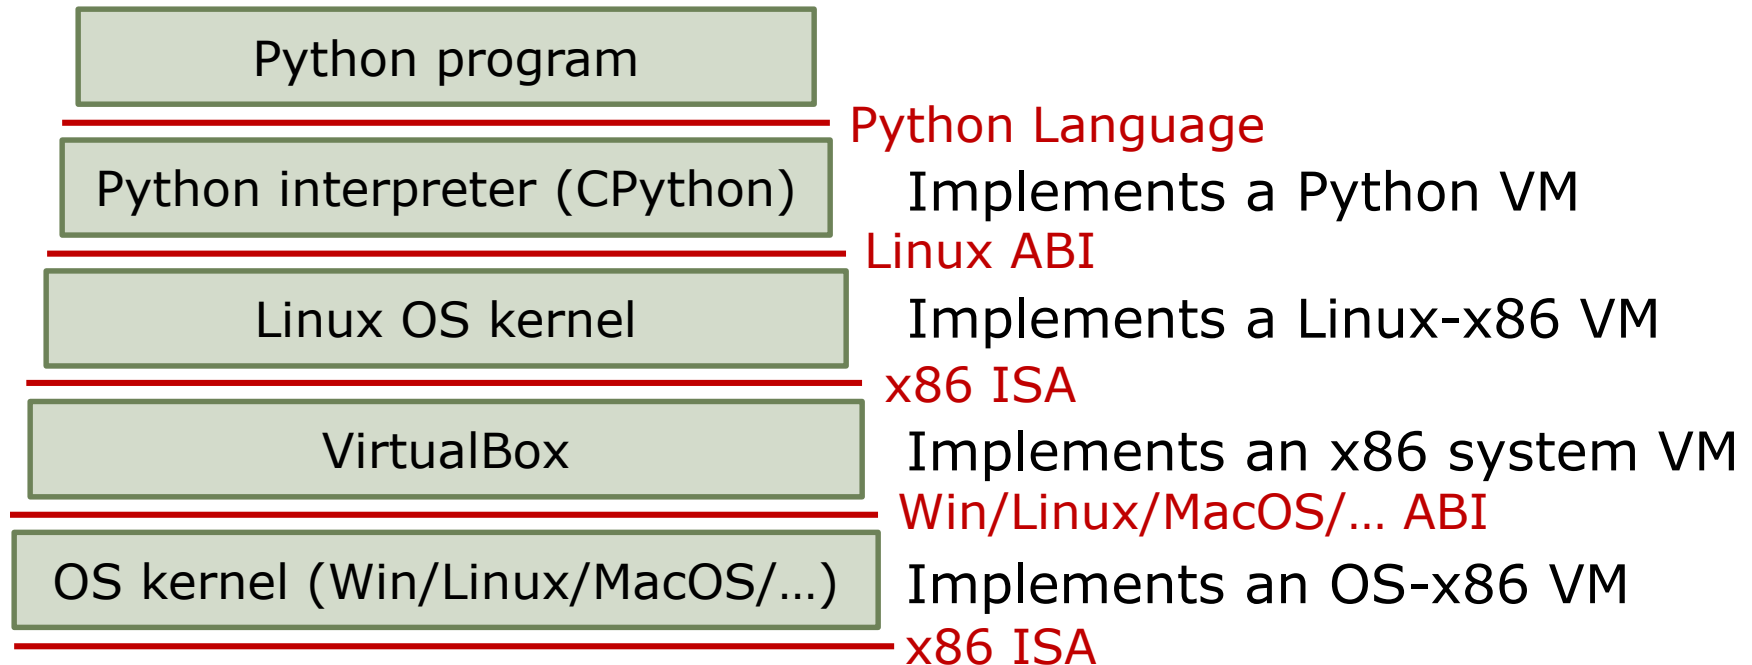 Python program
Python Language
Python interpreter (CPython)
Implements a Python VM
Linux ABI
Linux OS kernel
Implements a Linux-x86 VM
x86 ISA
VirtualBox
Implements an x86 system VM
Win/Linux/MacOS/… ABI
OS kernel (Win/Linux/MacOS/…)
Implements an OS-x86 VM
x86 ISA